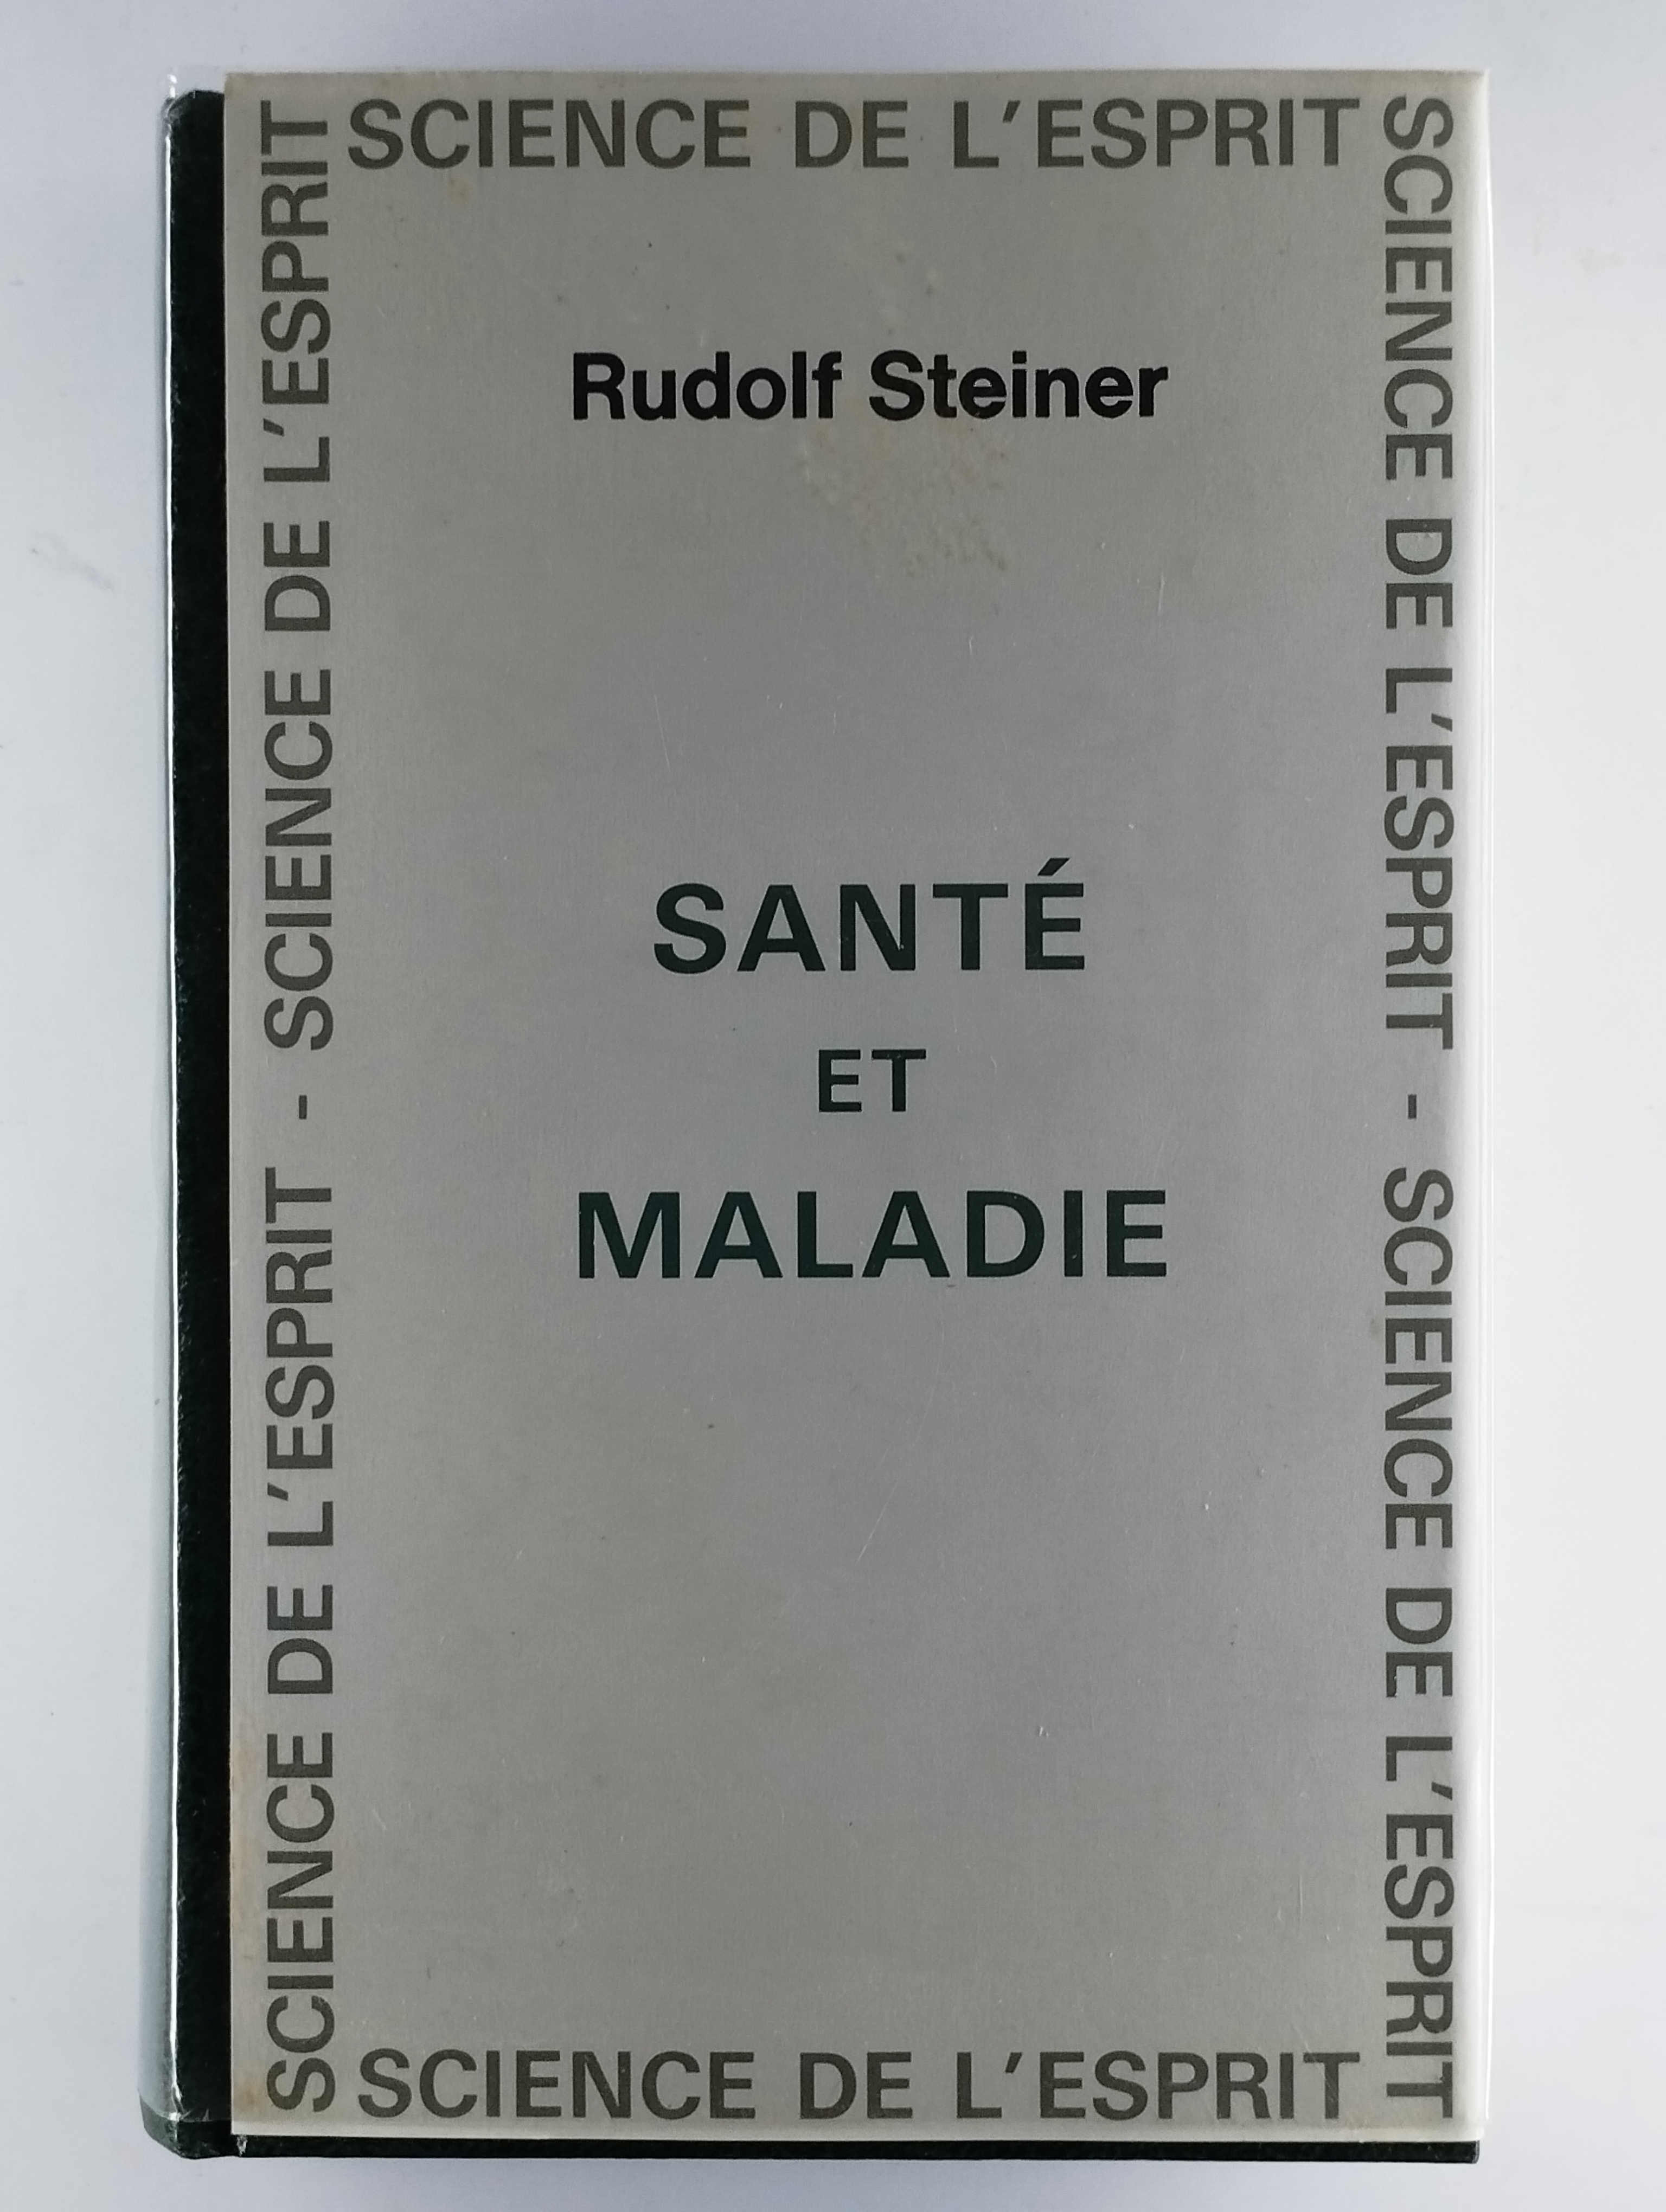 SCIENCE DE L'ESPRIT
Rudolf Steiner
SANTÉ
ET
MALADIE
SCIENCE DE L'ESPRIT
SCIENCE DE L'ESPRIT - SCIENCE DE L'ESPRIT
SCIENCE DE L'ESPRIT - SCIENCE DE L'ESPRIT